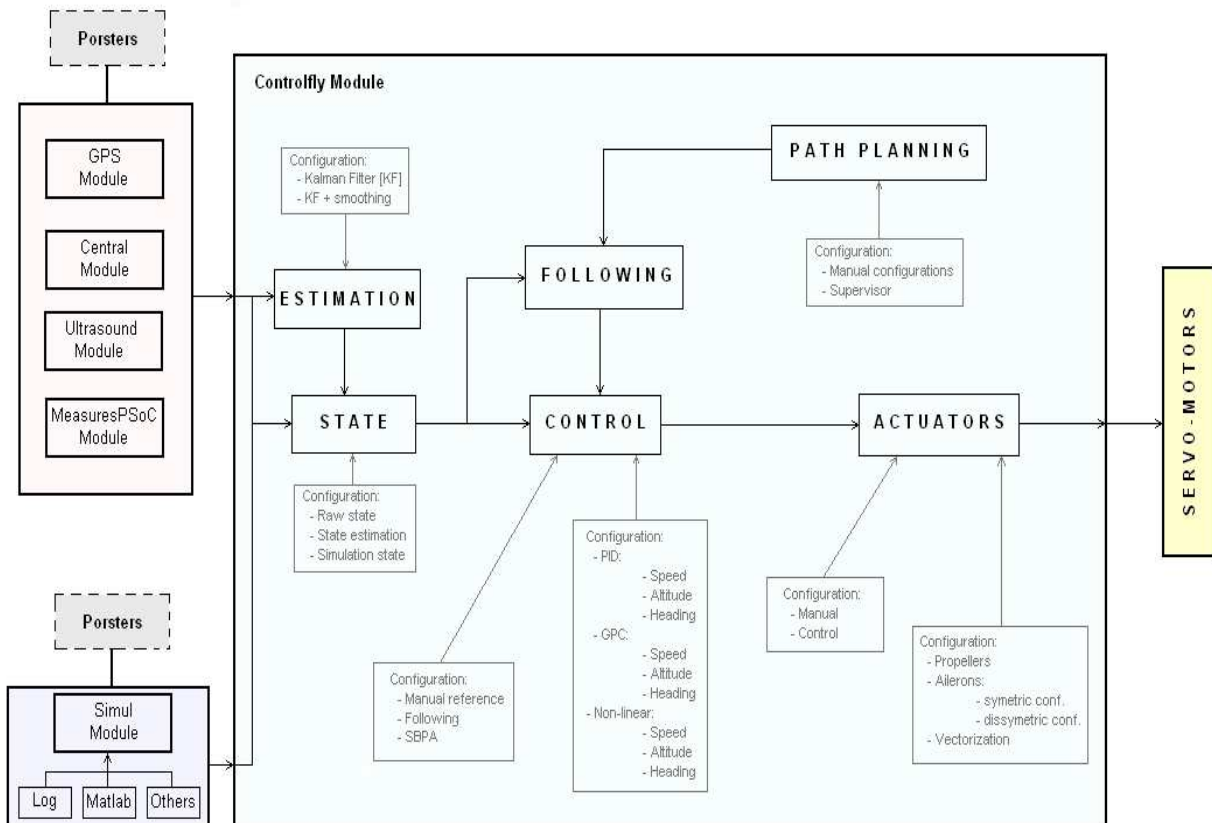 Porsters
GPS
Module
Central
Module
Ultrasound
Module
MeasuresPSoC
Module
Porsters
Simul
Module
Log
Matlab
Others
Controlfly Module
Configuration:
- Kalman Filter [KF]
- KF + smoothing
ESTIMATION
STATE
Configuration:
- Raw state
- State estimation
- Simulation state
PATH PLANNING
Configuration:
- Manual configurations
- Supervisor
FOLLOWING
CONTROL
Configuration:
- Manual reference
- Following
- SBPA
Configuration:
- PID:
- Speed
- Altitude
- Heading
- GPC:
- Speed
- Altitude
- Heading
- Non-linear:
- Speed
- Altitude
- Heading
ACTUATORS
Configuration:
- Manual
- Control
Configuration:
- Propellers
- Ailerons:
- symetric conf.
- dissymetric conf.
- Vectorization
SERVO-MOTORS